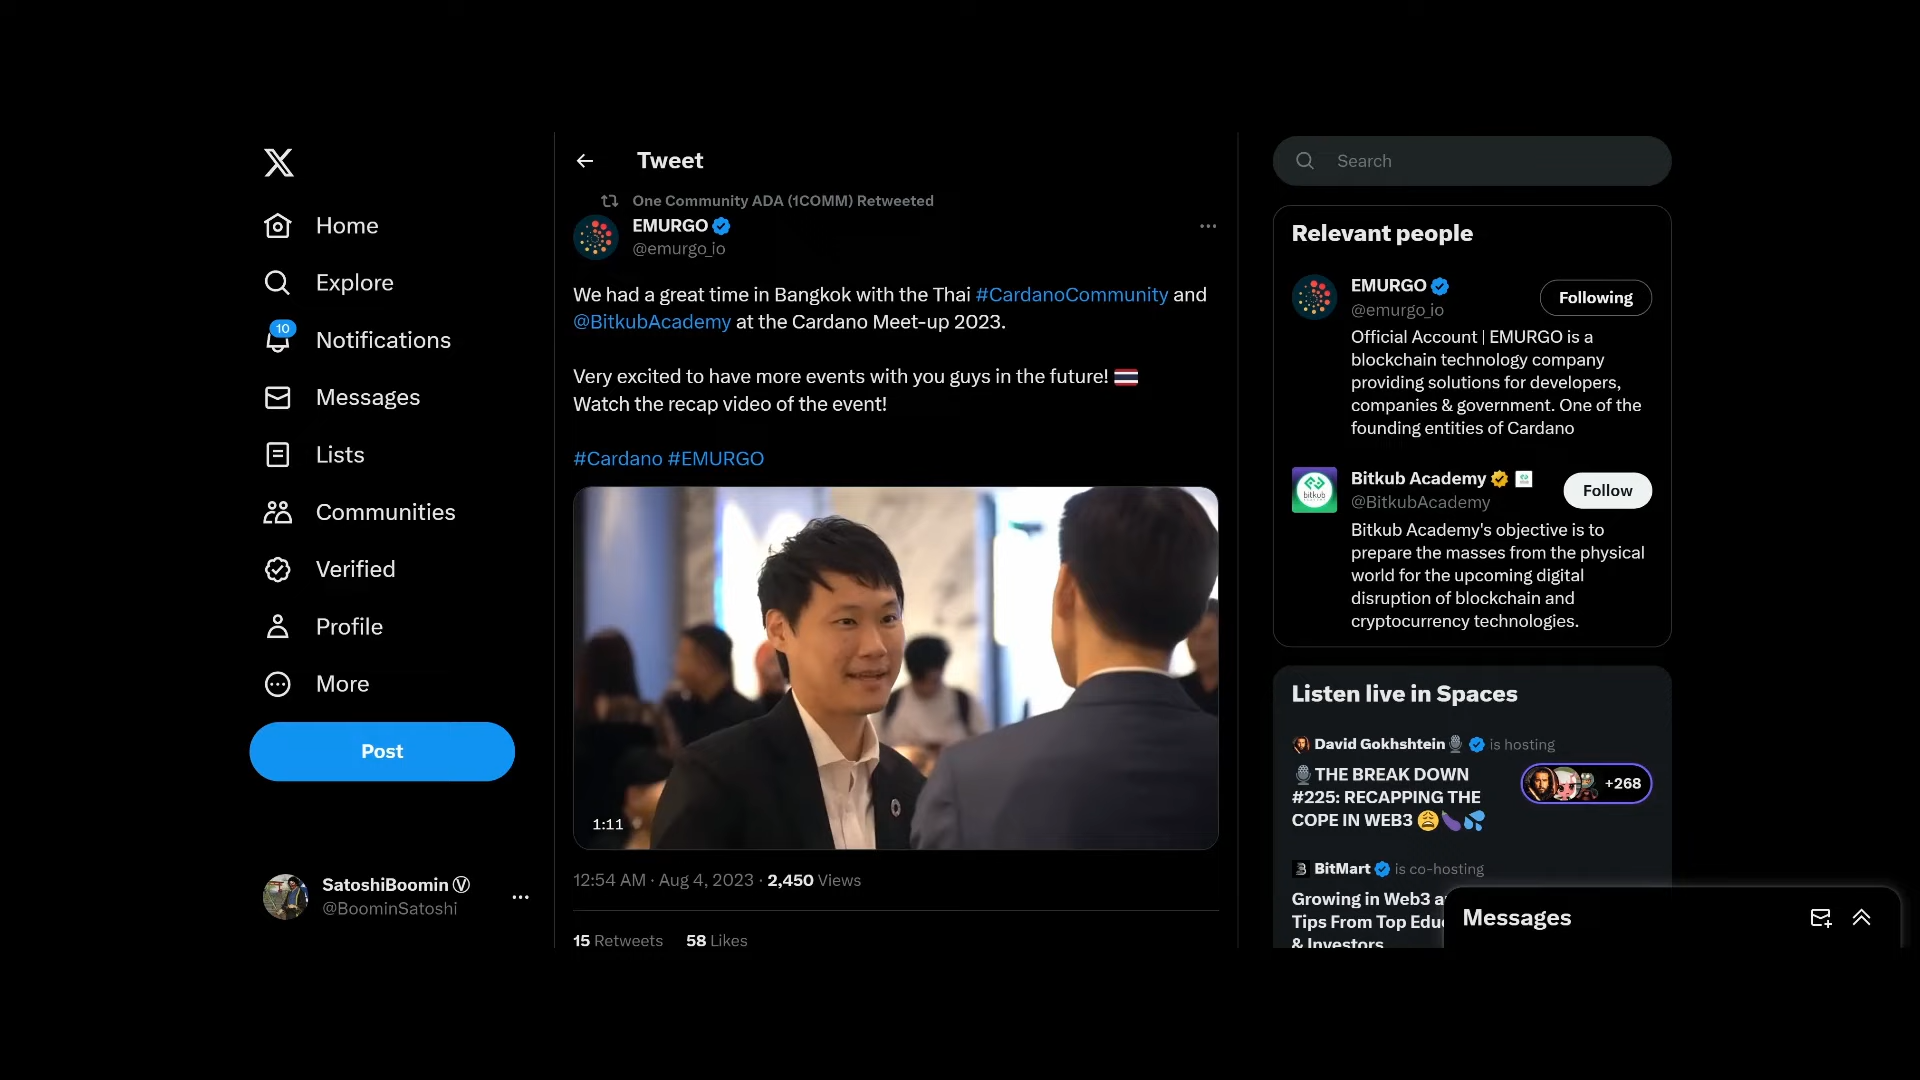 Home
Explore
10
Notifications
Messages
Lists
Communities
Verified
Profile
More
Post
SatoshiBoomin Ⓥ
@BoominSatoshi
Tweet
One Community ADA (1COMM) Retweeted
EMURGO
@emurgo_io
We had a great time in Bangkok with the Thai #CardanoCommunity and
@BitkubAcademy at the Cardano Meet-up 2023.
Very excited to have more events with you guys in the future! 🇹🇭
Watch the recap video of the event!
#Cardano #EMURGO
1:11
12:54 AM · Aug 4, 2023 · 2,450 Views
15 Retweets 58 Likes
Search
Relevant people
EMURGO
@emurgo_io
Following
Official Account | EMURGO is a
blockchain technology company
providing solutions for developers,
companies & government. One of the
founding entities of Cardano
bitkub
Bitkub Academy
@BitkubAcademy
Follow
Bitkub Academy's objective is to
prepare the masses from the physical
world for the upcoming digital
disruption of blockchain and
cryptocurrency technologies.
Listen live in Spaces
David Gokhshtein🎙 is hosting
🎙THE BREAK DOWN
#225: RECAPPING THE
COPE IN WEB3 😩🍆💦
+268
BitMart is co-hosting
Growing in Web3
Tips From Top
& Investors
Messages